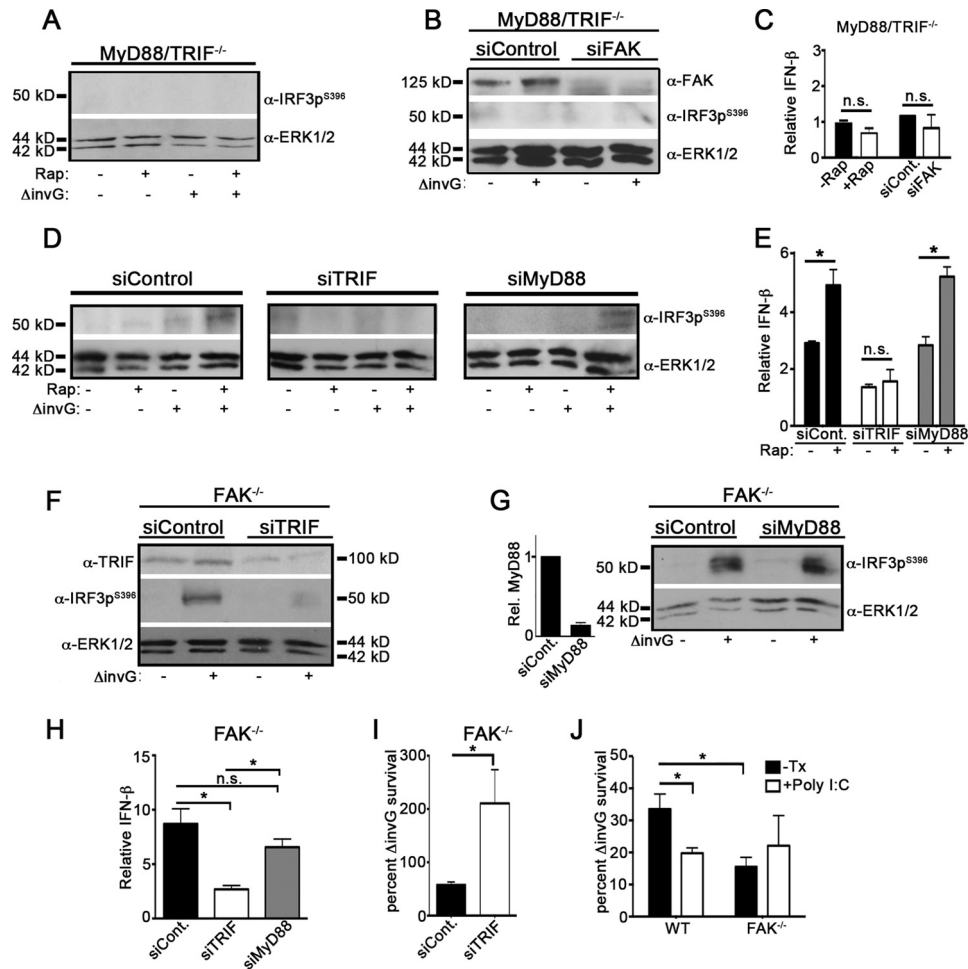 A
MyD88/TRIF-/-
50 kD
α-IRF3pS396
44 kD
42 kD
α-ERK1/2
Rap: - + - +
ΔinvG: - - + +
B
MyD88/TRIF-/-
siControl siFAK
125 kD
α-FAK
50 kD
α-IRF3pS396
44 kD
42 kD
α-ERK1/2
ΔinvG: - + - +
C
MyD88/TRIF-/-
Relative IFN-β
3
2
1
0
n.s. n.s.
-Rap +Rap siCont. siFAK
D
siControl siTRIF siMyD88
50 kD
α-IRF3pS396
44 kD
42 kD
α-ERK1/2
Rap: - + - + - + - + - + - +
ΔinvG: - - + + - - + + - - + +
E
Relative IFN-β
6
4
2
0
* n.s. *
siCont. siTRIF siMyD88
Rap: - + - + - +
F
FAK-/-
siControl siTRIF
α-TRIF
100 kD
α-IRF3pS396
50 kD
α-ERK1/2
44 kD
42 kD
ΔinvG: - + - +
G
Rel. MyD88
1
0
siCont. siMyD88
FAK-/-
siControl siMyD88
50 kD
α-IRF3pS396
44 kD
42 kD
α-ERK1/2
ΔinvG - + - +
H
FAK-/-
Relative IFN-β
15
10
5
0
*
n.s.
*
siCont. siTRIF siMyD88
I
FAK-/-
percent ΔinvG survival
300
200
100
0
*
siCont. siTRIF
J
percent ΔinvG survival
50
40
30
20
10
0
*
*
-Tx
+Poly I:C
WT FAK-/-